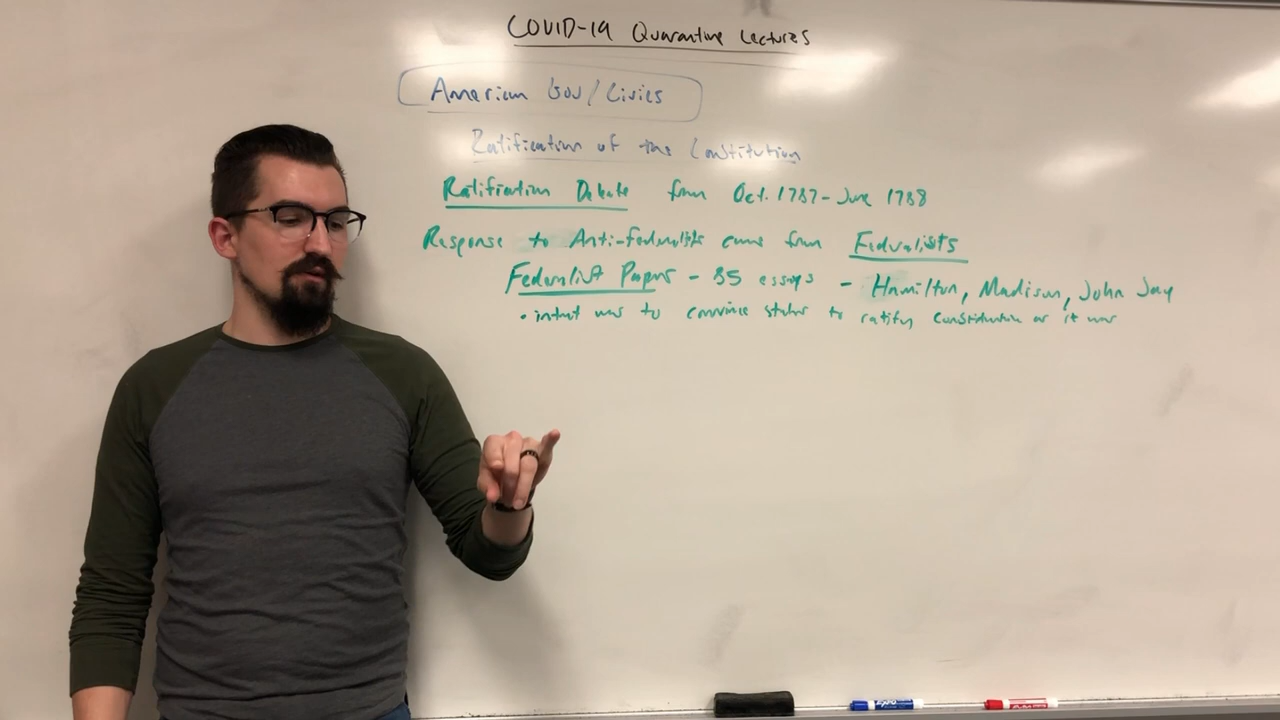 COVID-19 Quarantine Lectures
American Gov/Civics
Ratification of the Constitution
Ratification Debate from Oct. 1787-June 1788
Response to Anti-federalists came from Federalists
Federalist Papers - 85 essays - Hamilton, Madison, John Jay
• intent was to convince states to ratify Constitution as it was
EXPO